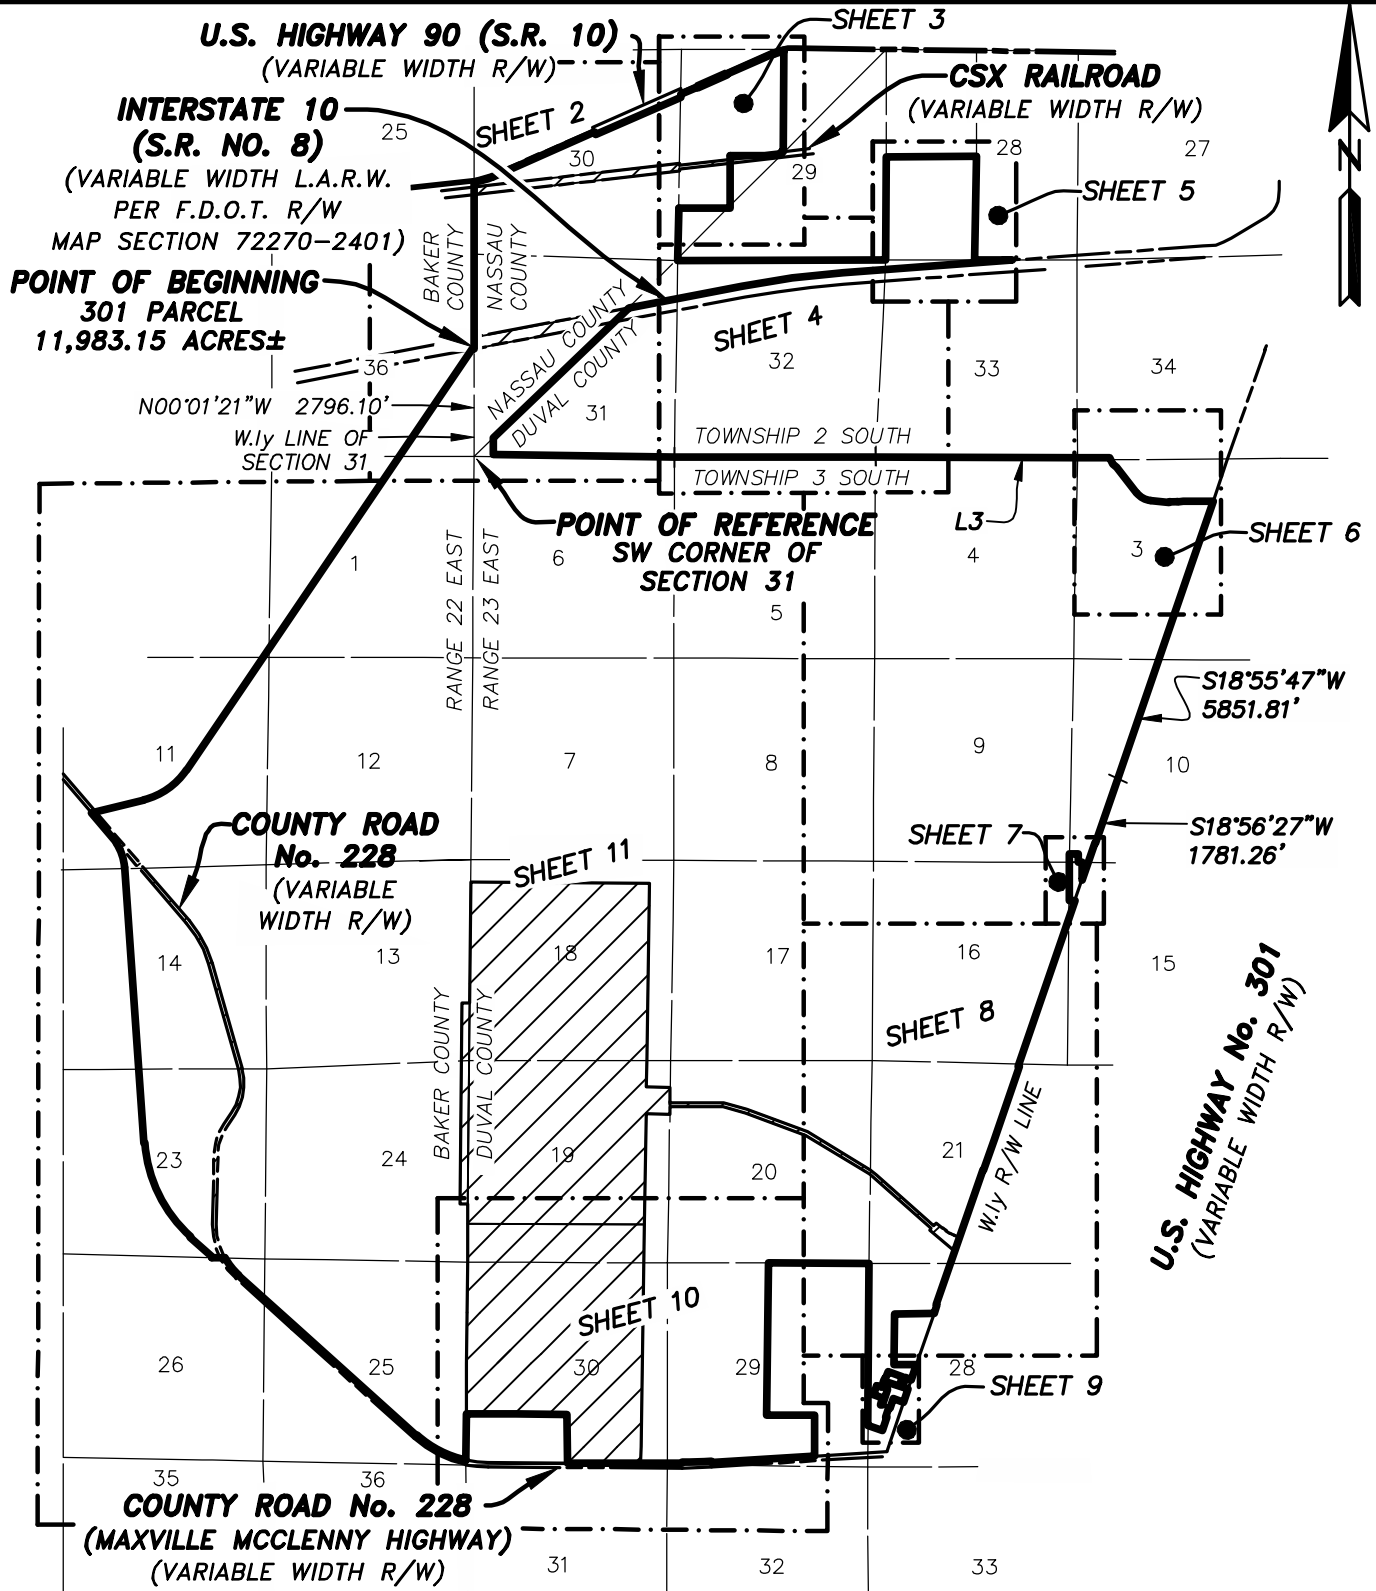 SHEET 3
U.S. HIGHWAY 90 (S.R. 10)
(VARIABLE WIDTH R/W)
CSX RAILROAD
(VARIABLE WIDTH R/W)
INTERSTATE 10
(S.R. NO. 8)
(VARIABLE WIDTH L.A.R.W.
PER F.D.O.T. R/W
MAP SECTION 72270-2401)
25
SHEET 2
30
29
28
27
N
SHEET 5
BAKER
COUNTY
NASSAU
COUNTY
POINT OF BEGINNING
301 PARCEL
11,983.15 ACRES±
NASSAU COUNTY
DUVAL COUNTY
SHEET 4
36
32
33
34
N00°01'21"W 2796.10'
W.ly LINE OF
SECTION 31
31
TOWNSHIP 2 SOUTH
TOWNSHIP 3 SOUTH
POINT OF REFERENCE
SW CORNER OF
SECTION 31
L3
SHEET 6
1
6
5
4
3
RANGE 22 EAST
RANGE 23 EAST
S18°55'47"W
5851.81'
11
12
7
8
9
10
COUNTY ROAD
No. 228
(VARIABLE
WIDTH R/W)
SHEET 7
S18°56'27"W
1781.26'
SHEET 11
14
13
18
17
16
15
BAKER COUNTY
DUVAL COUNTY
SHEET 8
U.S. HIGHWAY No. 301
(VARIABLE WIDTH R/W)
W.ly R/W LINE
23
24
19
20
21
SHEET 10
26
25
30
29
28
SHEET 9
35
36
COUNTY ROAD No. 228
(MAXVILLE MCCLENNY HIGHWAY)
(VARIABLE WIDTH R/W)
31
32
33